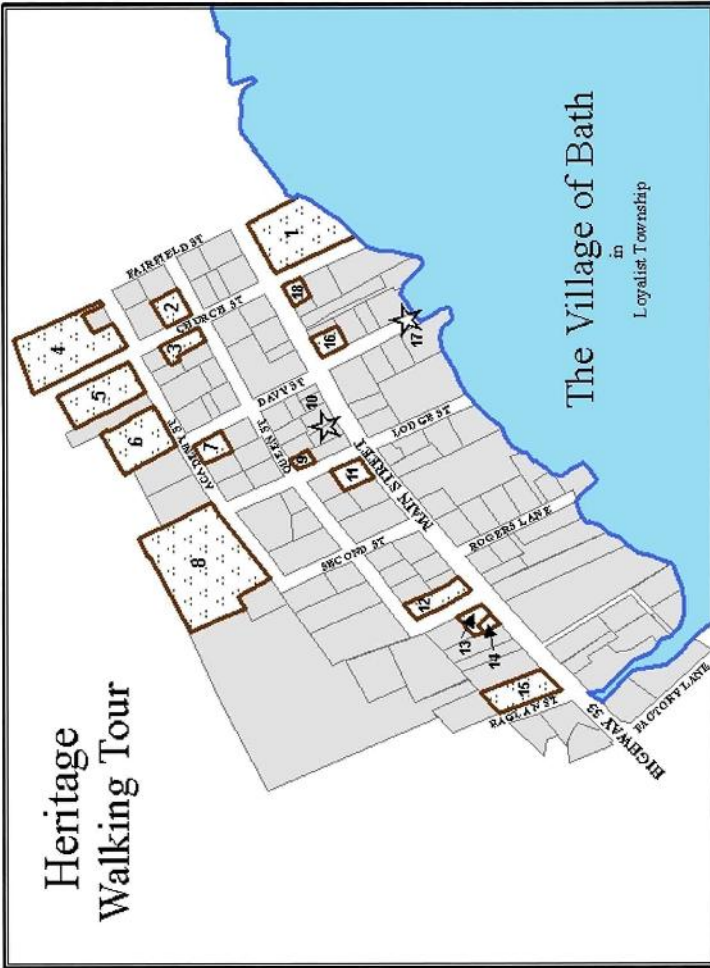 Heritage
Walking Tour
The Village of Bath
in
Loyalist Township
FAIRFIELD ST
CHURCH ST
DAVY ST
ACADEMY ST
QUEEN ST
MAIN STREET
LODGE ST
SECOND ST
ROGERS LANE
RAGLAN ST
HIGHWAY 33
FACTORY LANE
1
2
3
4
5
6
7
8
9
10
11
12
13
14
15
16
17
18